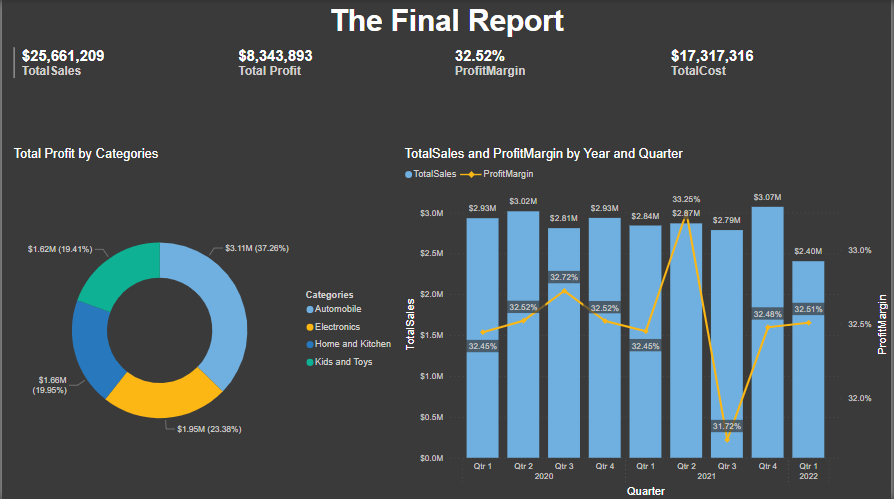 The Final Report
$25,661,209
TotalSales
$8,343,893
Total Profit
32.52%
ProfitMargin
$17,317,316
TotalCost
Total Profit by Categories
$1.62M (19.41%)
$3.11M (37.26%)
$1.66M
(19.95%)
$1.95M (23.38%)
Categories
Automobile
Electronics
Home and Kitchen
Kids and Toys
TotalSales and ProfitMargin by Year and Quarter
TotalSales
ProfitMargin
$3.0M
$2.5M
$2.0M
$1.5M
$1.0M
$0.5M
$0.0M
TotalSales
$2.93M
$3.02M
$2.81M
$2.93M
$2.84M
$2.87M
$2.79M
$3.07M
$2.40M
32.45%
32.52%
32.72%
32.52%
32.45%
33.25%
31.72%
32.48%
32.51%
33.0%
32.5%
32.0%
ProfitMargin
Qtr 1
Qtr 2
Qtr 3
Qtr 4
Qtr 1
Qtr 2
Qtr 3
Qtr 4
Qtr 1
2020
2021
2022
Quarter